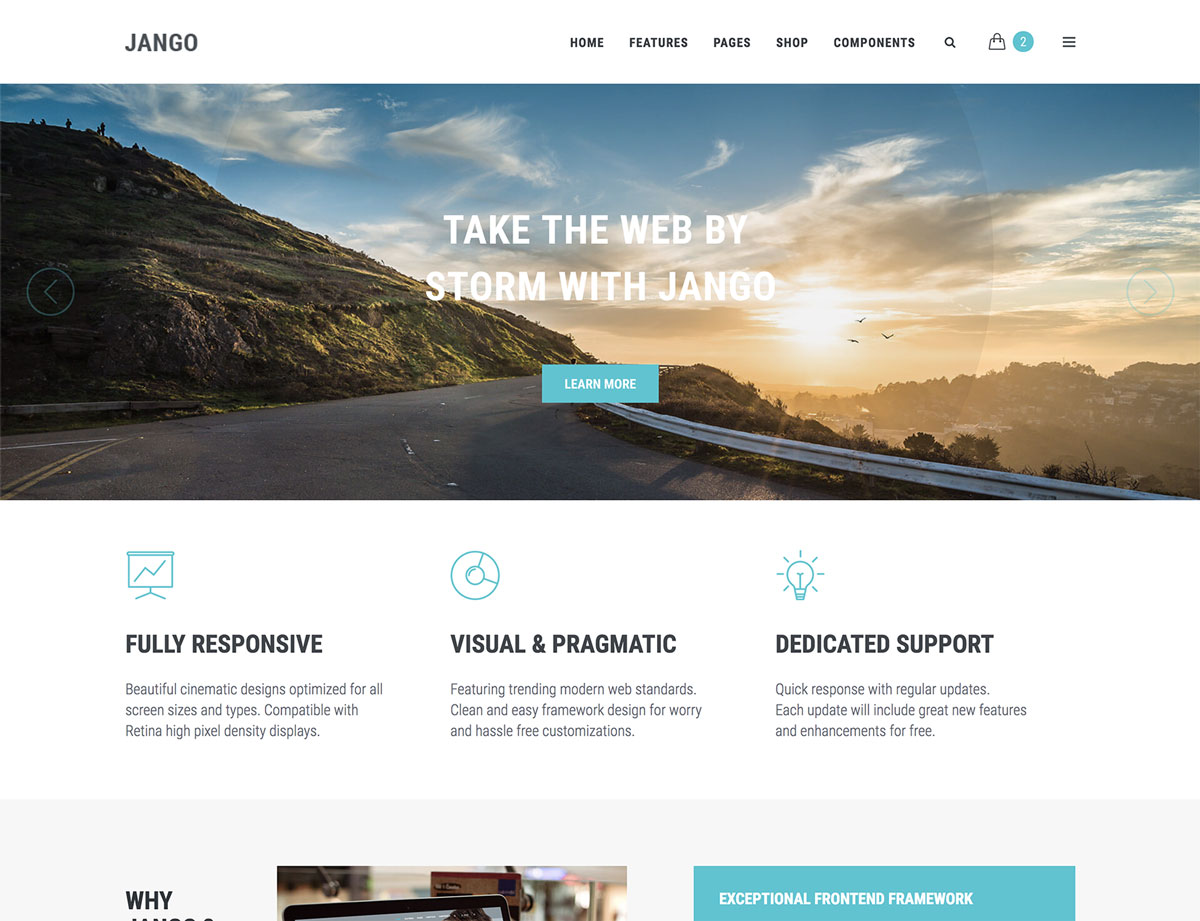 JANGO
HOME FEATURES PAGES SHOP COMPONENTS 2
TAKE THE WEB BY
STORM WITH JANGO
LEARN MORE
FULLY RESPONSIVE
Beautiful cinematic designs optimized for all
screen sizes and types. Compatible with
Retina high pixel density displays.
VISUAL & PRAGMATIC
Featuring trending modern web standards.
Clean and easy framework design for worry
and hassle free customizations.
DEDICATED SUPPORT
Quick response with regular updates.
Each update will include great new features
and enhancements for free.
WHY
JANGO ?
EXCEPTIONAL FRONTEND FRAMEWORK